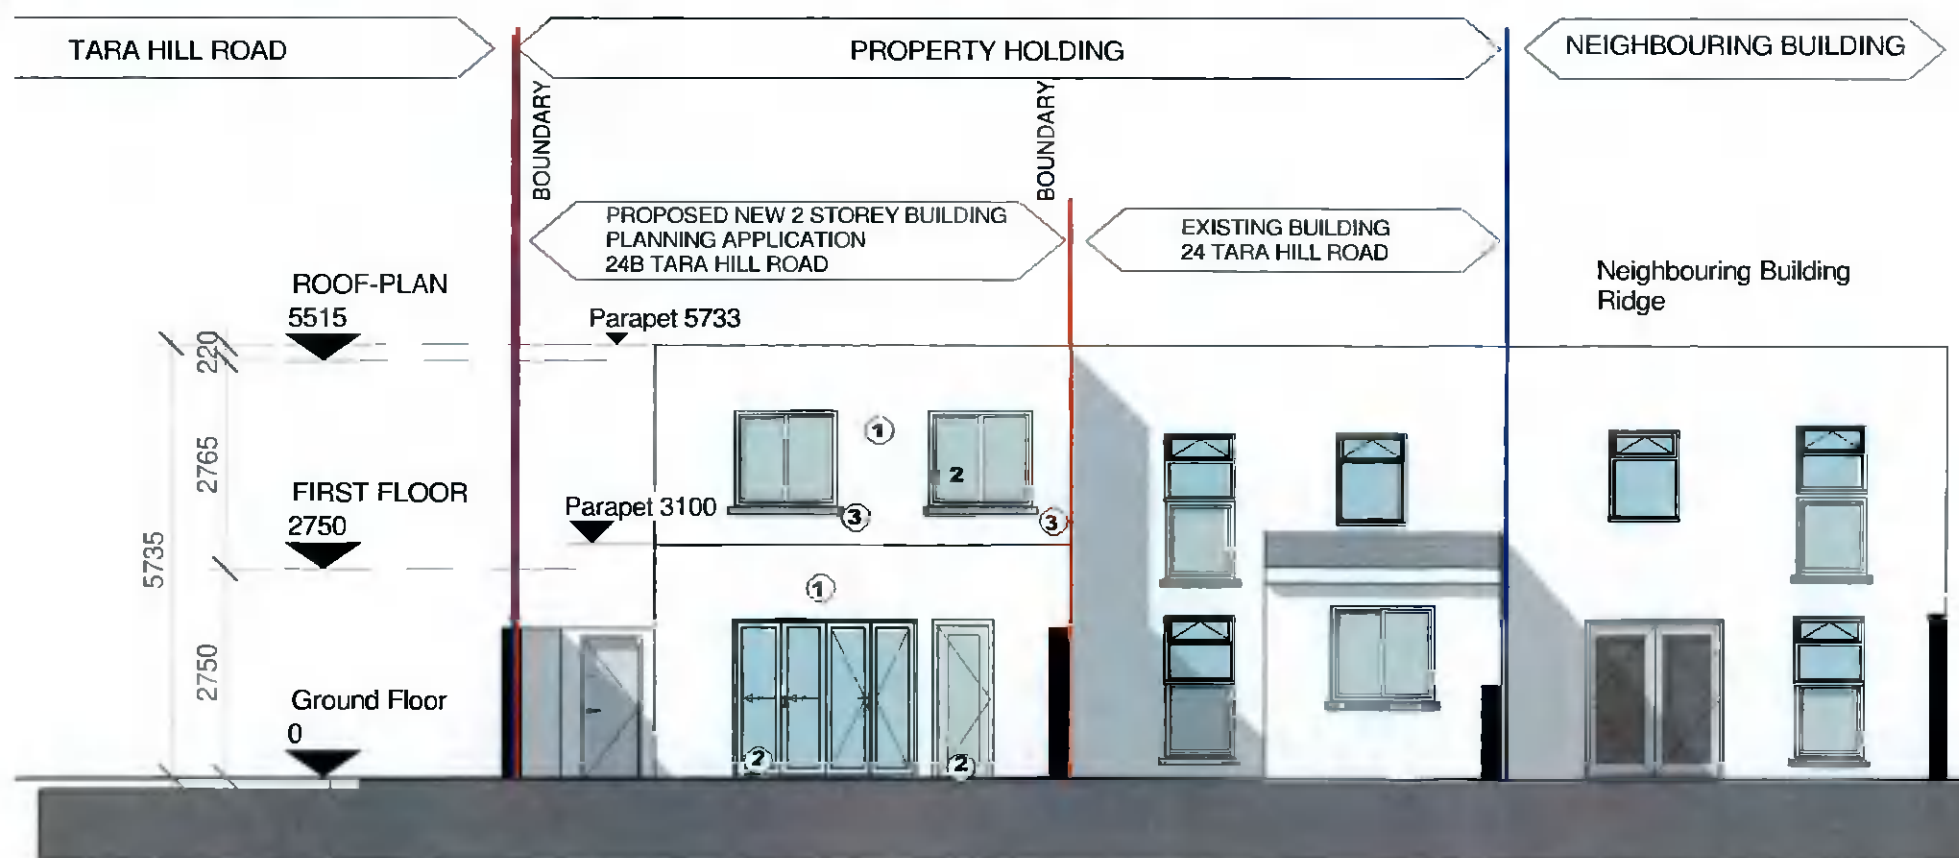 TARA HILL ROAD
PROPERTY HOLDING
NEIGHBOURING BUILDING
BOUNDARY
BOUNDARY
PROPOSED NEW 2 STOREY BUILDING
PLANNING APPLICATION
24B TARA HILL ROAD
EXISTING BUILDING
24 TARA HILL ROAD
Neighbouring Building
Ridge
ROOF-PLAN
5515
Parapet 5733
220
1
2765
2
FIRST FLOOR
2750
Parapet 3100
3
3
5735
1
2750
Ground Floor
0
2
2